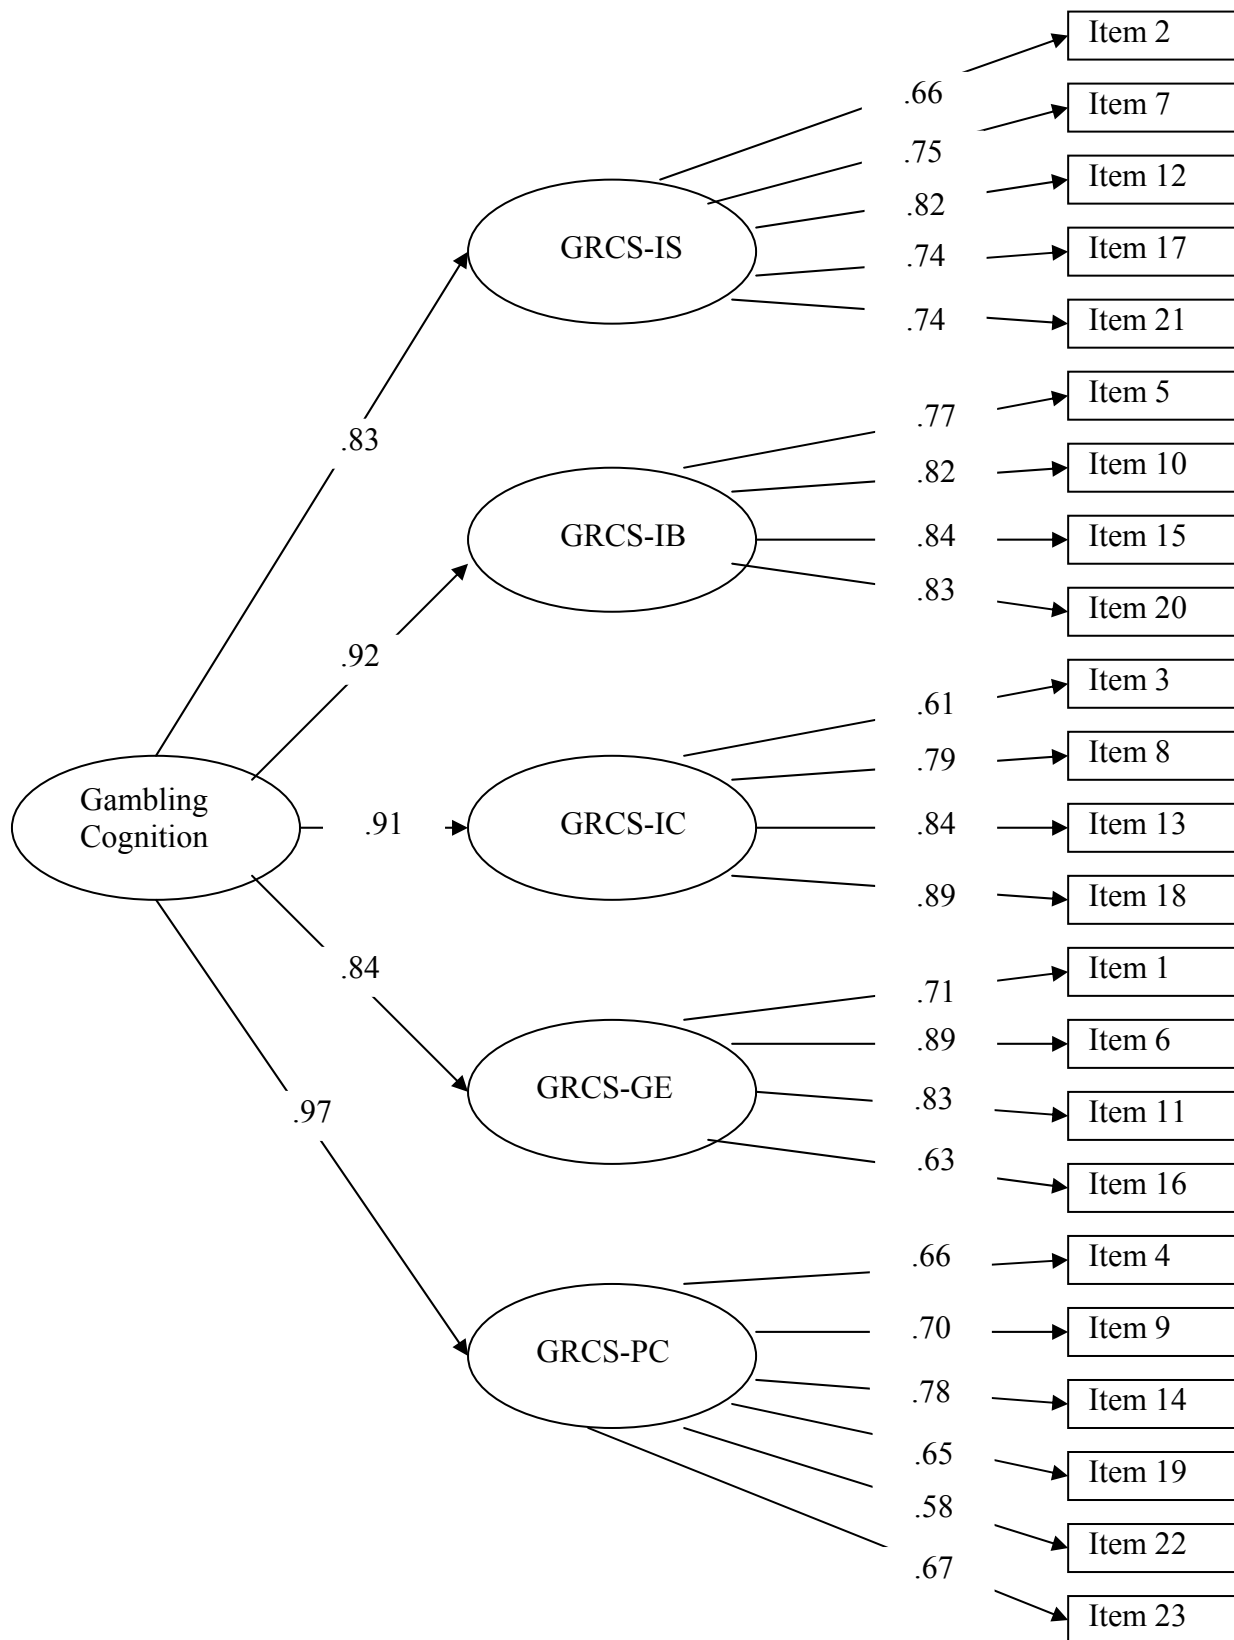 Item 2
.66
Item 7
.75
Item 12
.82
Item 17
.74
Item 21
.74
GRCS-IS
.83
Item 5
.77
Item 10
.82
Item 15
.84
Item 20
.83
GRCS-IB
.92
Item 3
.61
Item 8
.79
Item 13
.84
Item 18
.89
GRCS-IC
Gambling
Cognition
.91
Item 1
.71
Item 6
.89
Item 11
.83
Item 16
.63
GRCS-GE
.84
.97
Item 4
.66
Item 9
.70
Item 14
.78
Item 19
.65
Item 22
.58
Item 23
.67
GRCS-PC